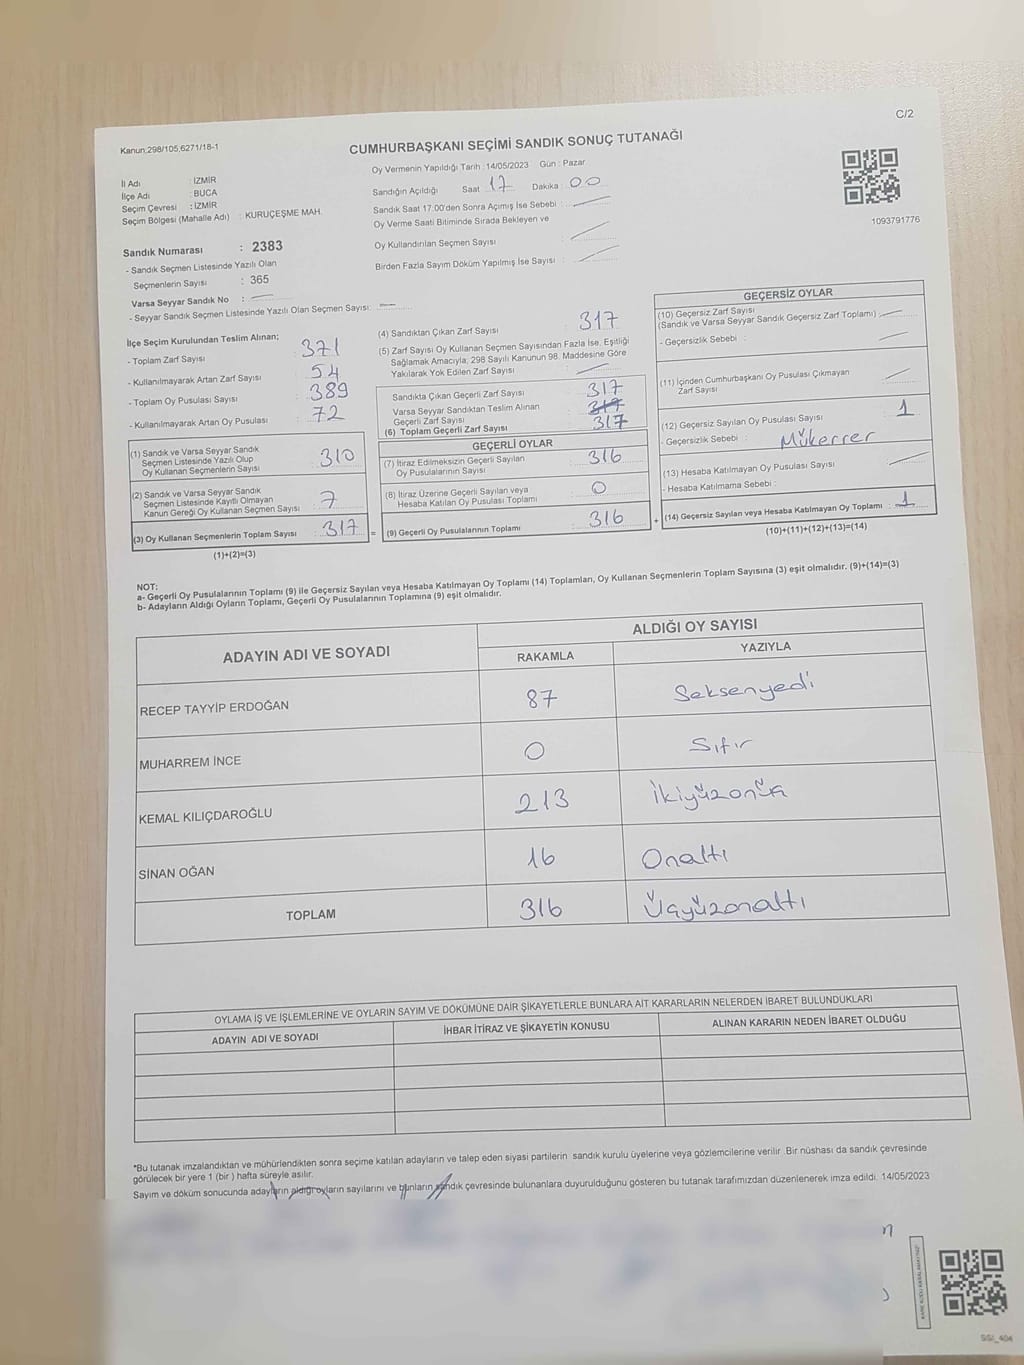 C/2
Kanun:298/105,6271/18-1
CUMHURBAŞKANI SEÇİMİ SANDIK SONUÇ TUTANAĞI
Oy Vermenin Yapıldığı Tarih : 14/05/2023 Gün : Pazar
İl Adı : İZMİR
İlçe Adı : BUCA
Seçim Çevresi : İZMİR
Seçim Bölgesi (Mahalle Adı) : KURUÇEŞME MAH.
Sandığın Açıldığı Saat 17 Dakika : 00
Sandık Saat 17:00'den Sonra Açımış İse Sebebi :
Oy Verme Saati Bitiminde Sırada Bekleyen ve
Oy Kullandırılan Seçmen Sayısı :
Birden Fazla Sayım Döküm Yapılmış İse Sayısı :
1093791776
Sandık Numarası : 2383
- Sandık Seçmen Listesinde Yazılı Olan
Seçmenlerin Sayısı : 365
Varsa Seyyar Sandık No :
- Seyyar Sandık Seçmen Listesinde Yazılı Olan Seçmen Sayısı:
İlçe Seçim Kurulundan Teslim Alınan;
- Toplam Zarf Sayısı : 371
- Kullanılmayarak Artan Zarf Sayısı : 54
- Toplam Oy Pusulası Sayısı : 389
- Kullanılmayarak Artan Oy Pusulası : 72
(1) Sandık ve Varsa Seyyar Sandık
Seçmen Listesinde Yazılı Olup
Oy Kullanan Seçmenlerin Sayısı : 310
(2) Sandık ve Varsa Seyyar Sandık
Seçmen Listesinde Kayıtlı Olmayan
Kanun Gereği Oy Kullanan Seçmen Sayısı : 7
(3) Oy Kullanan Seçmenlerin Toplam Sayısı : 317 =
(1)+(2)=(3)
(4) Sandıktan Çıkan Zarf Sayısı : 317
(5) Zarf Sayısı Oy Kullanan Seçmen Sayısından Fazla İse, Eşitliği
Sağlamak Amacıyla, 298 Sayılı Kanunun 98. Maddesine Göre
Yakılarak Yok Edilen Zarf Sayısı :
Sandıkta Çıkan Geçerli Zarf Sayısı : 317
Varsa Seyyar Sandıktan Teslim Alınan
Geçerli Zarf Sayısı : 317
(6) Toplam Geçerli Zarf Sayısı : 317
GEÇERLİ OYLAR
(7) İtiraz Edilmeksizin Geçerli Sayılan
Oy Pusulalarının Sayısı : 316
(8) İtiraz Üzerine Geçerli Sayılan veya
Hesaba Katılan Oy Pusulası Toplamı : 0
(9) Geçerli Oy Pusulalarının Toplamı : 316 +
GEÇERSİZ OYLAR
(10) Geçersiz Zarf Sayısı
(Sandık ve Varsa Seyyar Sandık Geçersiz Zarf Toplamı) :
- Geçersizlik Sebebi :
(11) İçinden Cumhurbaşkanı Oy Pusulası Çıkmayan
Zarf Sayısı :
(12) Geçersiz Sayılan Oy Pusulası Sayısı : 1
- Geçersizlik Sebebi : Mükerrer
(13) Hesaba Katılmayan Oy Pusulası Sayısı :
- Hesaba Katılmama Sebebi :
(14) Geçersiz Sayılan veya Hesaba Katılmayan Oy Toplamı : 1
(10)+(11)+(12)+(13)=(14)
NOT:
a- Geçerli Oy Pusulalarının Toplamı (9) ile Geçersiz Sayılan veya Hesaba Katılmayan Oy Toplamı (14) Toplamları, Oy Kullanan Seçmenlerin Toplam Sayısına (3) eşit olmalıdır. (9)+(14)=(3)
b- Adayların Aldığı Oyların Toplamı, Geçerli Oy Pusulalarının Toplamına (9) eşit olmalıdır.
ADAYIN ADI VE SOYADI
ALDIĞI OY SAYISI
RAKAMLA YAZIYLA
RECEP TAYYİP ERDOĞAN 87 Seksenyedi
MUHARREM İNCE 0 Sıfır
KEMAL KILIÇDAROĞLU 213 İkiyüzonüç
SİNAN OĞAN 16 Onaltı
TOPLAM 316 Üçyüzonaltı
OYLAMA İŞ VE İŞLEMLERİNE VE OYLARIN SAYIM VE DÖKÜMÜNE DAİR ŞİKAYETLERLE BUNLARA AİT KARARLARIN NELERDEN İBARET BULUNDUKLARI
ADAYIN ADI VE SOYADI İHBAR İTİRAZ VE ŞİKAYETİN KONUSU ALINAN KARARIN NEDEN İBARET OLDUĞU
*Bu tutanak imzalandıktan ve mühürlendikten sonra seçime katılan adayların ve talep eden siyasi partilerin sandık kurulu üyelerine veya gözlemcilerine verilir. Bir nüshası da sandık çevresinde
görülecek bir yere 1 (bir ) hafta süreyle asılır.
Sayım ve döküm sonucunda adayların aldığı oyların sayılarını ve bunların sandık çevresinde bulunanlara duyurulduğunu gösteren bu tutanak tarafımızdan düzenlenerek imza edildi. 14/05/2023
SGI_404